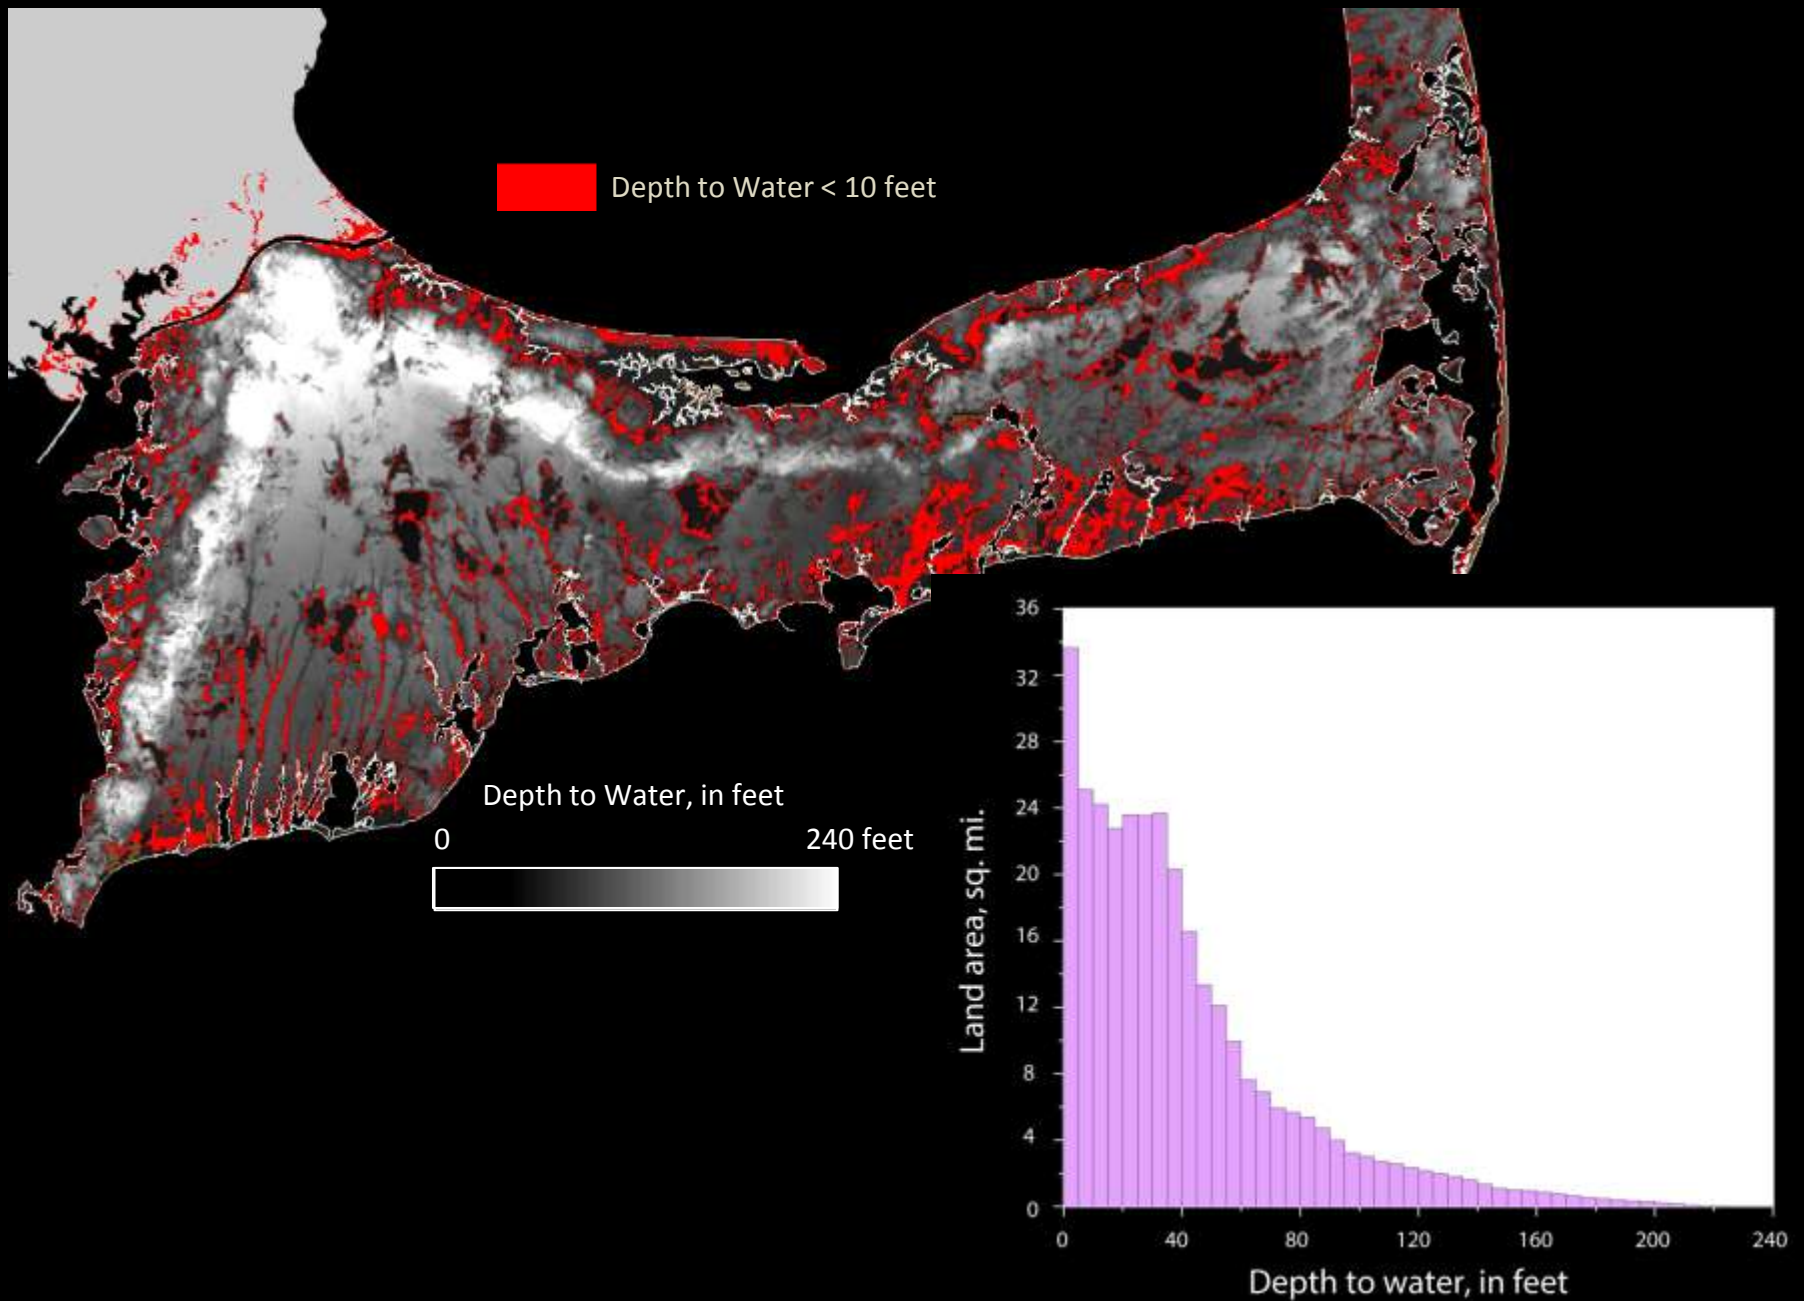 Depth to Water < 10 feet
Depth to Water, in feet
0 240 feet
36
32
28
24
20
16
12
8
4
0
Land area, sq. mi.
0 40 80 120 160 200 240
Depth to water, in feet